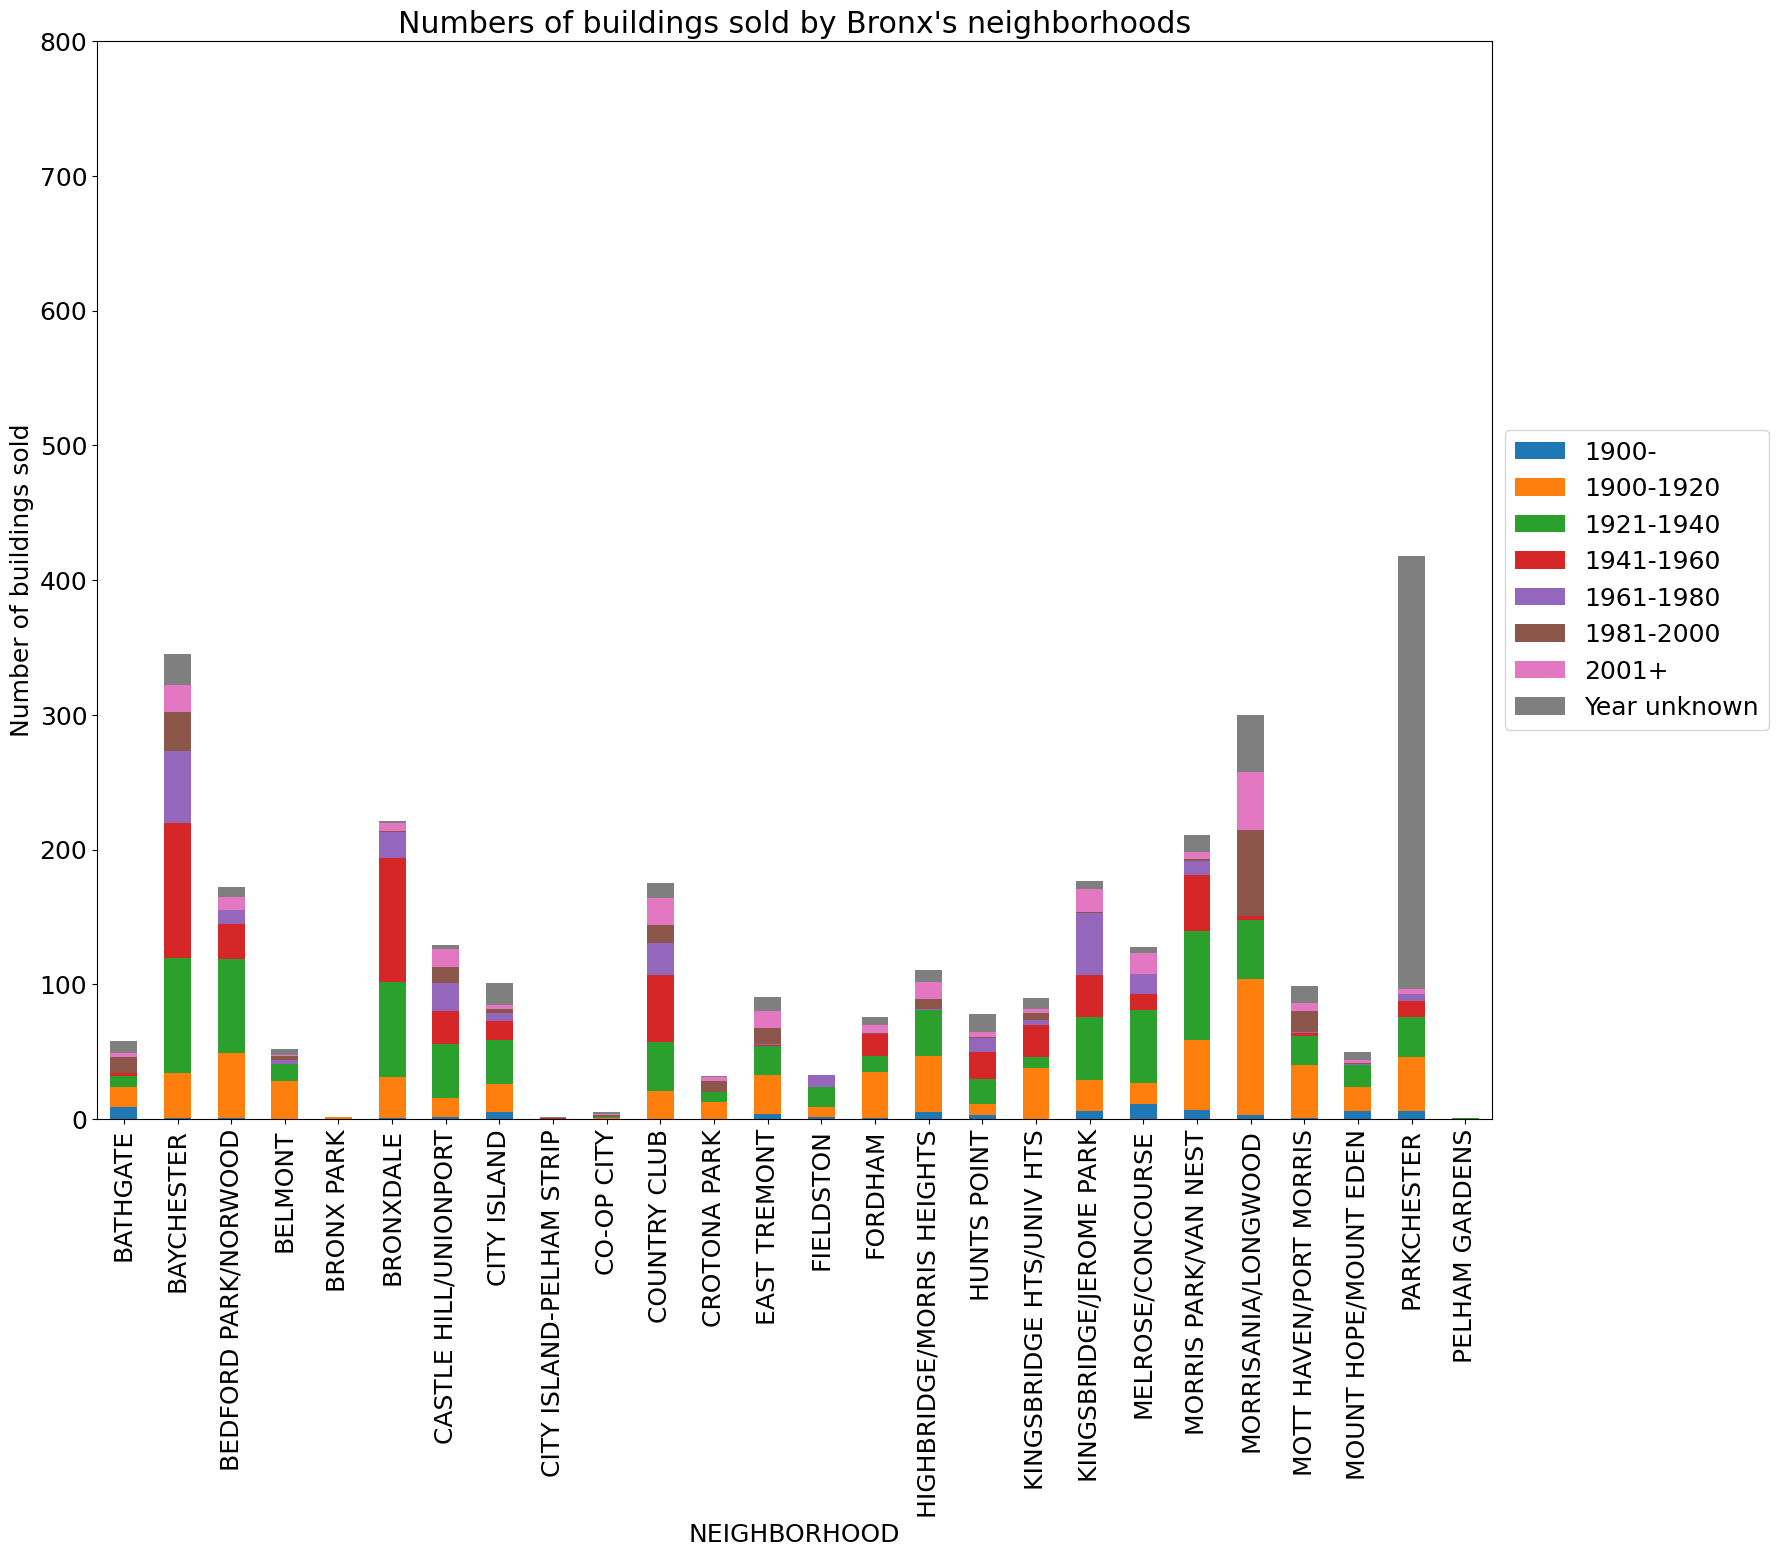 Numbers of buildings sold by Bronx's neighborhoods
800
700
600
500
400
300
200
100
0
Number of buildings sold
1900-
1900-1920
1921-1940
1941-1960
1961-1980
1981-2000
2001+
Year unknown
BATHGATE
BAYCHESTER
BEDFORD PARK/NORWOOD
BELMONT
BRONX PARK
BRONXDALE
CASTLE HILL/UNIONPORT
CITY ISLAND
CITY ISLAND-PELHAM STRIP
CO-OP CITY
COUNTRY CLUB
CROTONA PARK
EAST TREMONT
FIELDSTON
FORDHAM
HIGHBRIDGE/MORRIS HEIGHTS
HUNTS POINT
KINGSBRIDGE HTS/UNIV HTS
KINGSBRIDGE/JEROME PARK
MELROSE/CONCOURSE
MORRIS PARK/VAN NEST
MORRISANIA/LONGWOOD
MOTT HAVEN/PORT MORRIS
MOUNT HOPE/MOUNT EDEN
PARKCHESTER
PELHAM GARDENS
NEIGHBORHOOD